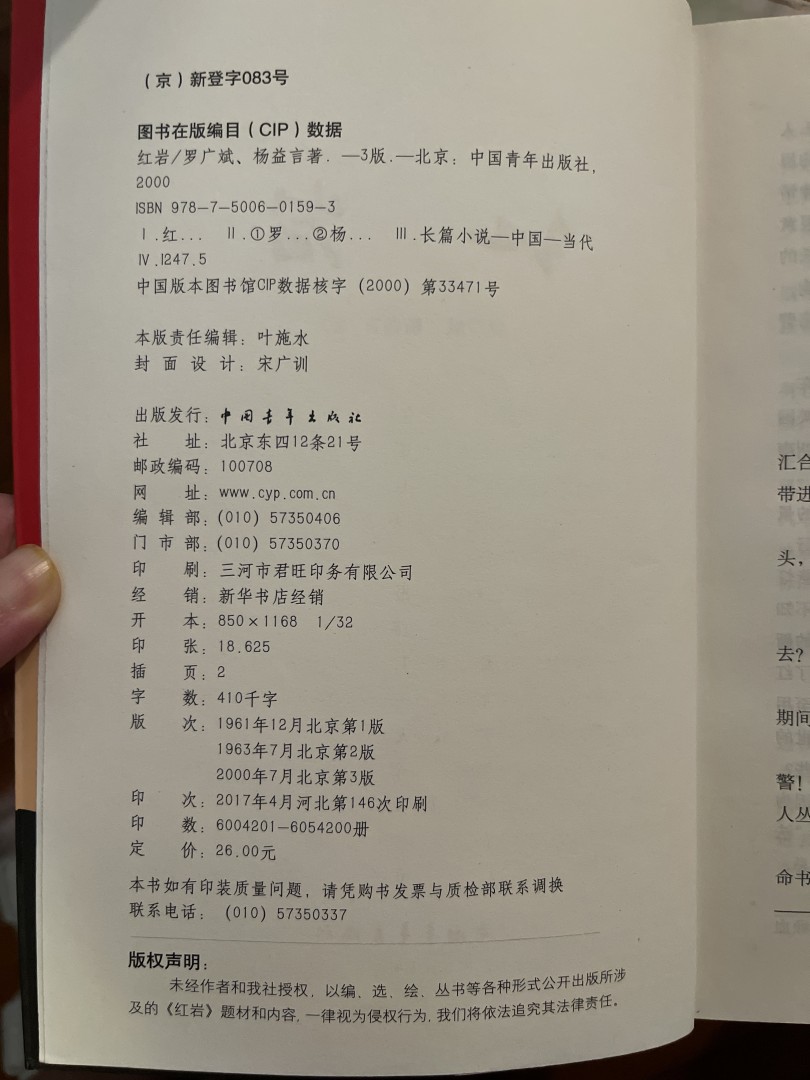 （京）新登字083号
图书在版编目（CIP）数据
红岩/罗广斌、杨益言著．—3版．—北京：中国青年出版社，
2000
ISBN 978-7-5006-0159-3
Ⅰ.红...　Ⅱ.①罗...②杨...　Ⅲ.长篇小说—中国—当代
Ⅳ.I247.5
中国版本图书馆CIP数据核字（2000）第33471号
本版责任编辑：叶施水
封面设计：宋广训
出版发行：中国青年出版社
社　址：北京东四12条21号
邮政编码：100708
网　址：www.cyp.com.cn
编辑部：(010) 57350406
门市部：(010) 57350370
印　刷：三河市君旺印务有限公司
经　销：新华书店经销
开　本：850×1168　1/32
印　张：18.625
插　页：2
字　数：410千字
版　次：1961年12月北京第1版
1963年7月北京第2版
2000年7月北京第3版
印　次：2017年4月河北第146次印刷
印　数：6004201-6054200册
定　价：26.00元
本书如有印装质量问题，请凭购书发票与质检部联系调换
联系电话：（010）57350337
版权声明：
未经作者和我社授权，以编、选、绘、丛书等各种形式公开出版所涉
及的《红岩》题材和内容，一律视为侵权行为，我们将依法追究其法律责任。
汇合
带进
头，
去？
期间
警！
人丛
命书